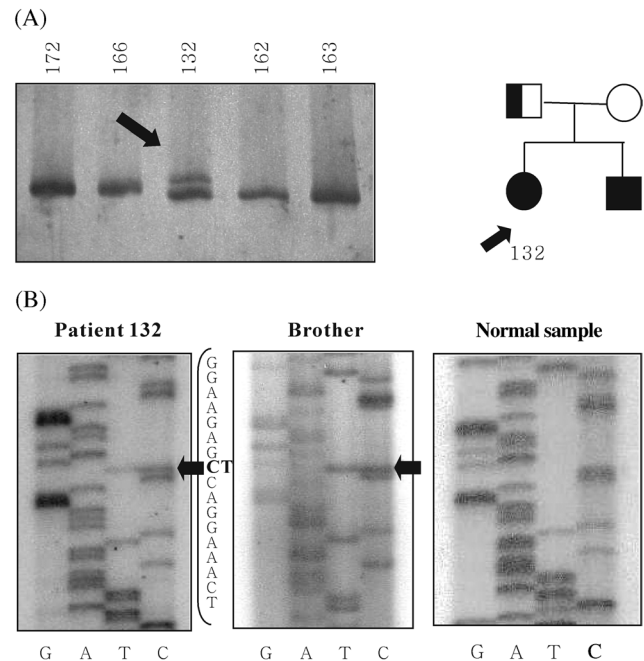 (A)
172 166 132 162 163
132
(B)
Patient 132 Brother Normal sample
G
G
A
A
G
A
G
CT
C
A
G
G
A
A
A
C
T
G A T C G A T C G A T C